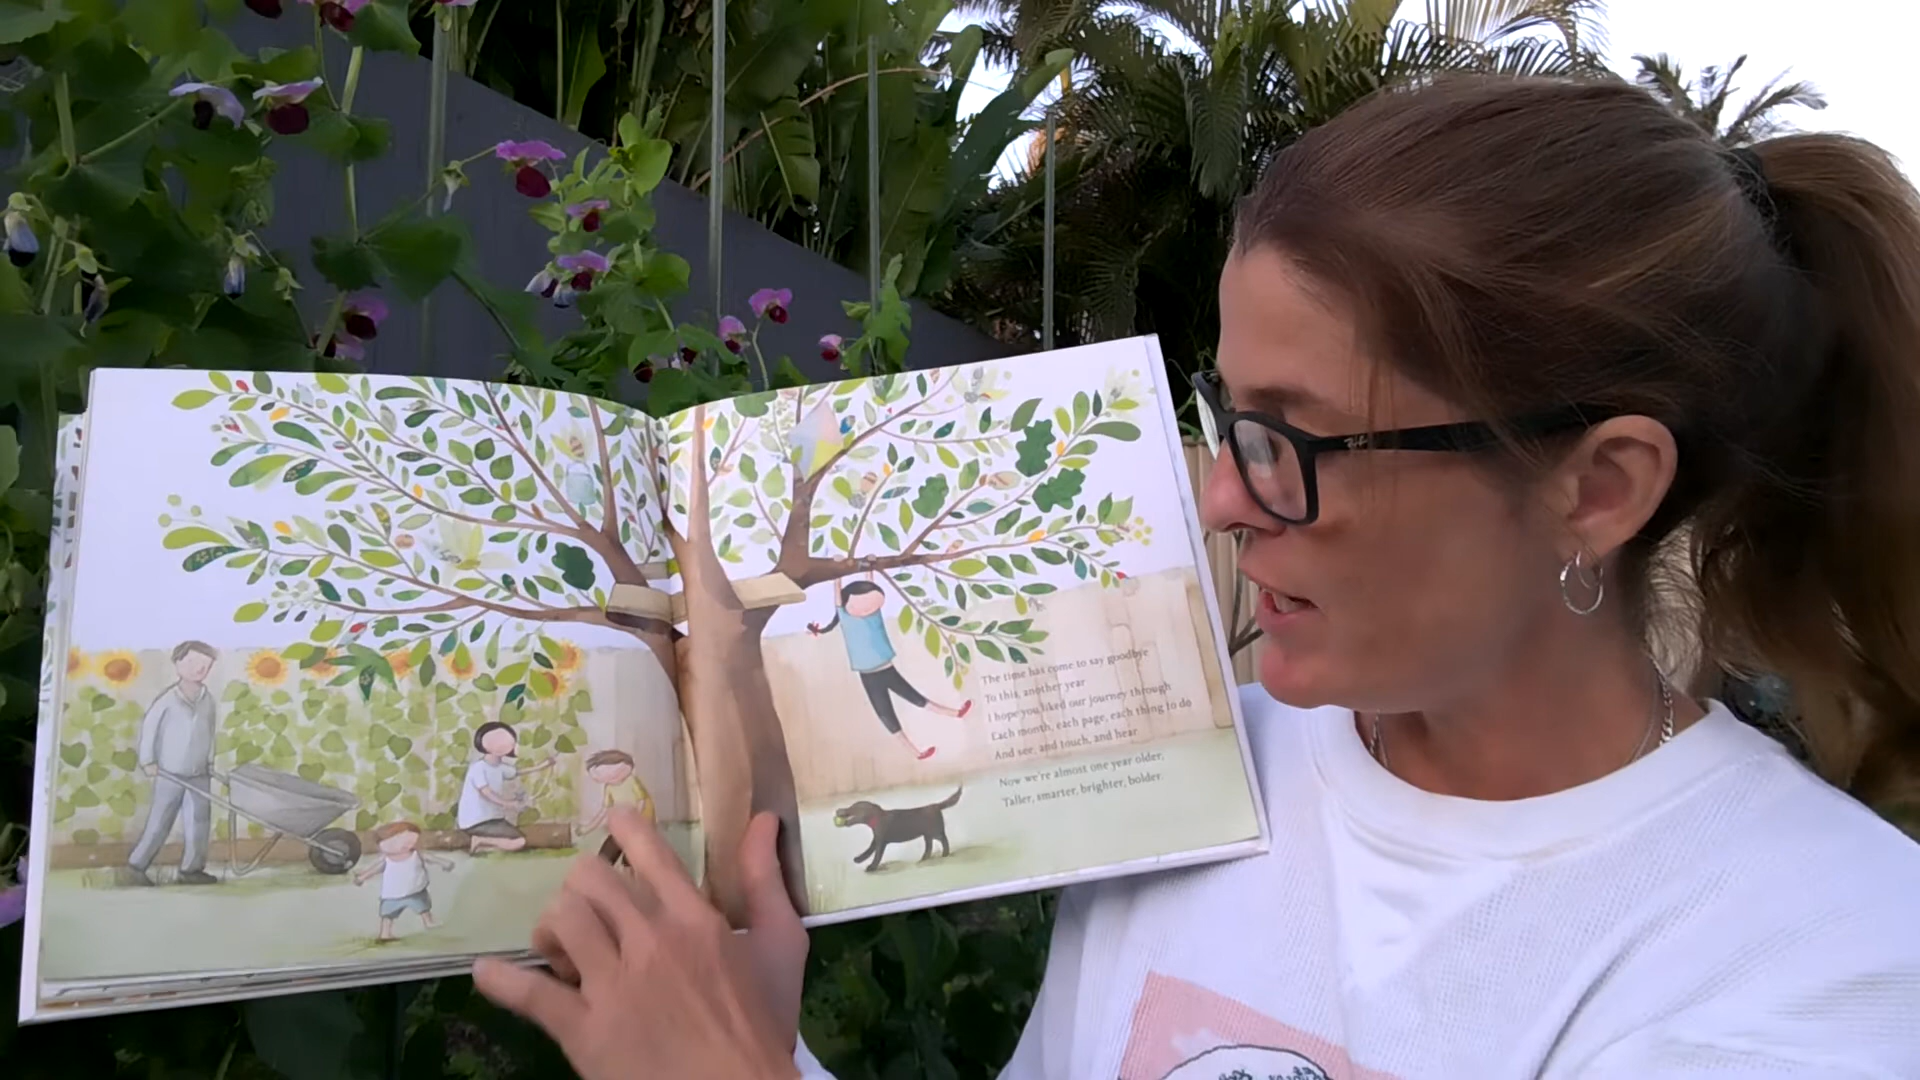 The time has come to say goodbye
To this, another year
I hope you liked our journey through
Each month, each page, each thing to do
And see, and touch, and hear
Now we're almost one year older,
Taller, smarter, brighter, bolder.
Ray-Ban